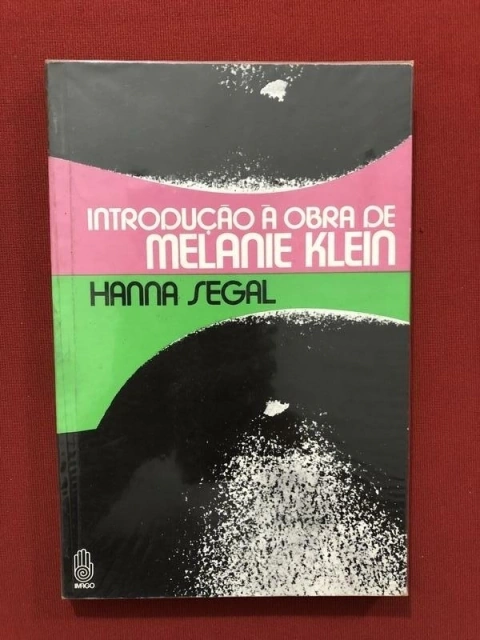 INTRODUÇÃO À OBRA DE
MELANIE KLEIN
HANNA SEGAL
IMAGO